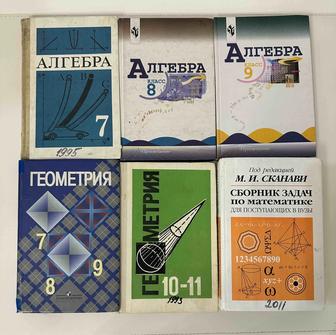 АЛГЕБРА
A
B
C
7
1995
АЛГЕБРА
КЛАСС
8
АЛГЕБРА
КЛАСС
9
ГЕОМЕТРИЯ
7
9
8
ГЕОМЕТРИЯ
10-11
1993
Под редакцией
М. И. СКАНАВИ
СБОРНИК ЗАДАЧ
ПО МАТЕМАТИКЕ
ДЛЯ ПОСТУПАЮЩИХ В ВУЗЫ
1234567890
α
xyz+
ω
2011